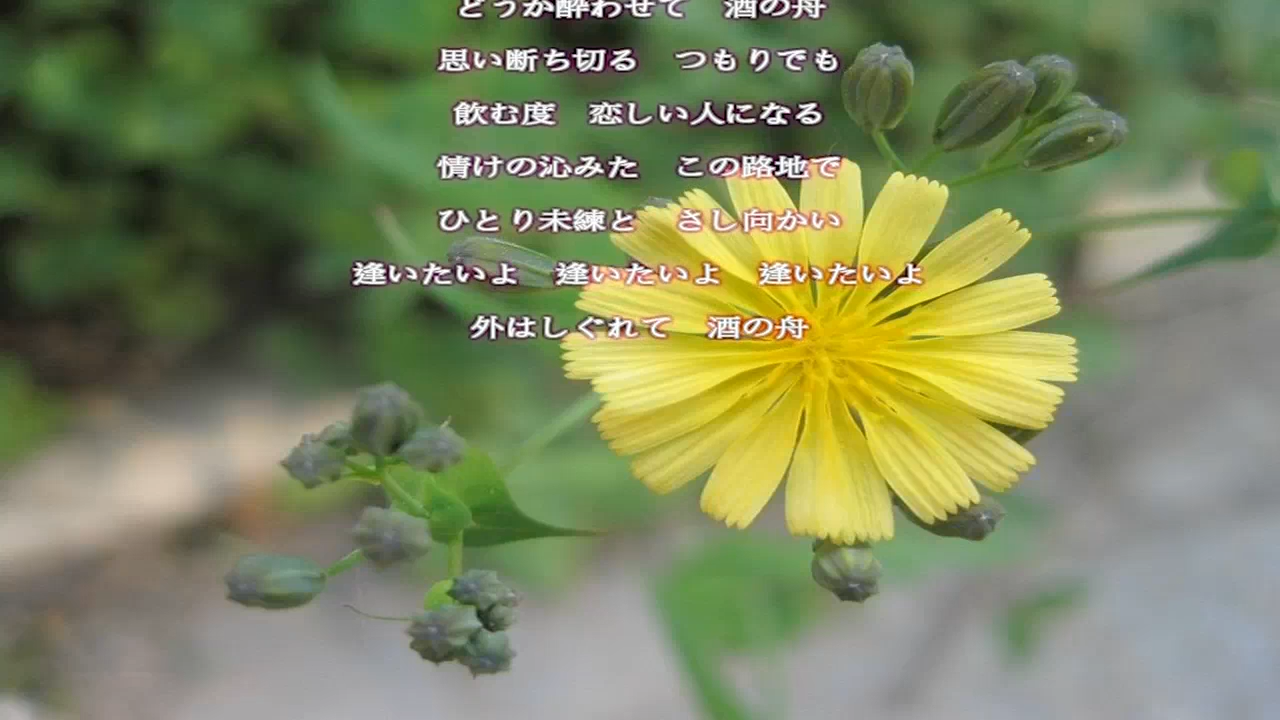 どうか酔わせて　酒の舟
思い断ち切る　つもりでも
飲む度　恋しい人になる
情けの沁みた　この路地で
ひとり未練と　さし向かい
逢いたいよ　逢いたいよ　逢いたいよ
外はしぐれて　酒の舟